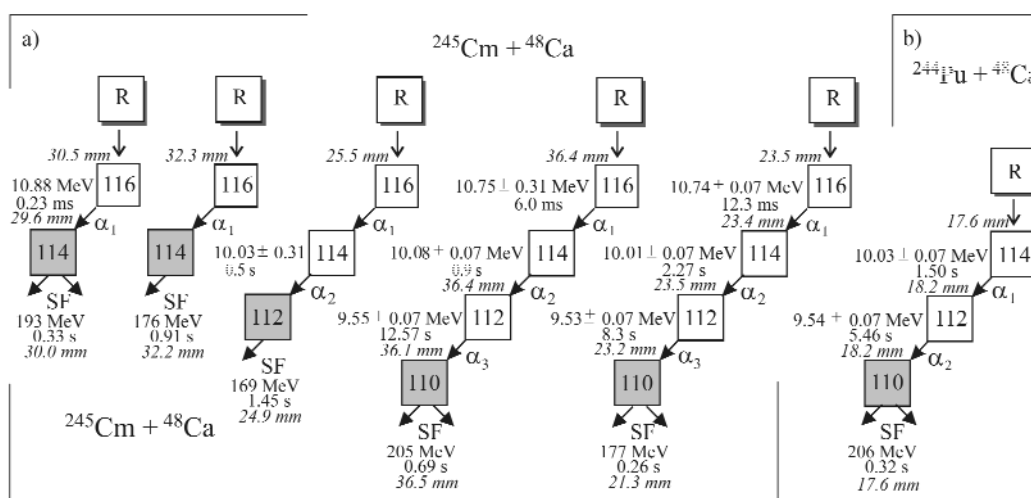 a)
245Cm + 48Ca
R
30.5 mm
116
10.88 MeV
0.23 ms
29.6 mm
α1
114
SF
193 MeV
0.33 s
30.0 mm
R
32.3 mm
116
α1
114
SF
176 MeV
0.91 s
32.2 mm
R
25.5 mm
116
α1
10.03± 0.31
0.5 s
114
α2
112
SF
169 MeV
1.45 s
24.9 mm
R
36.4 mm
116
10.75 ± 0.31 MeV
6.0 ms
α1
10.08 + 0.07 MeV
0.9 s
36.4 mm
114
α2
9.55 | 0.07 MeV
12.57 s
36.1 mm
112
α3
110
SF
205 MeV
0.69 s
36.5 mm
R
23.5 mm
116
10.74 + 0.07 MeV
12.3 ms
23.4 mm
α1
10.01 ± 0.07 MeV
2.27 s
23.5 mm
114
α2
9.53 ± 0.07 MeV
8.3 s
23.2 mm
112
α3
110
SF
177 MeV
0.26 s
21.3 mm
245Cm + 48Ca
b)
244Pu + 48Ca
R
17.6 mm
114
10.03 ± 0.07 MeV
1.50 s
18.2 mm
α1
112
9.54 + 0.07 MeV
5.46 s
18.2 mm
α2
110
SF
206 MeV
0.32 s
17.6 mm